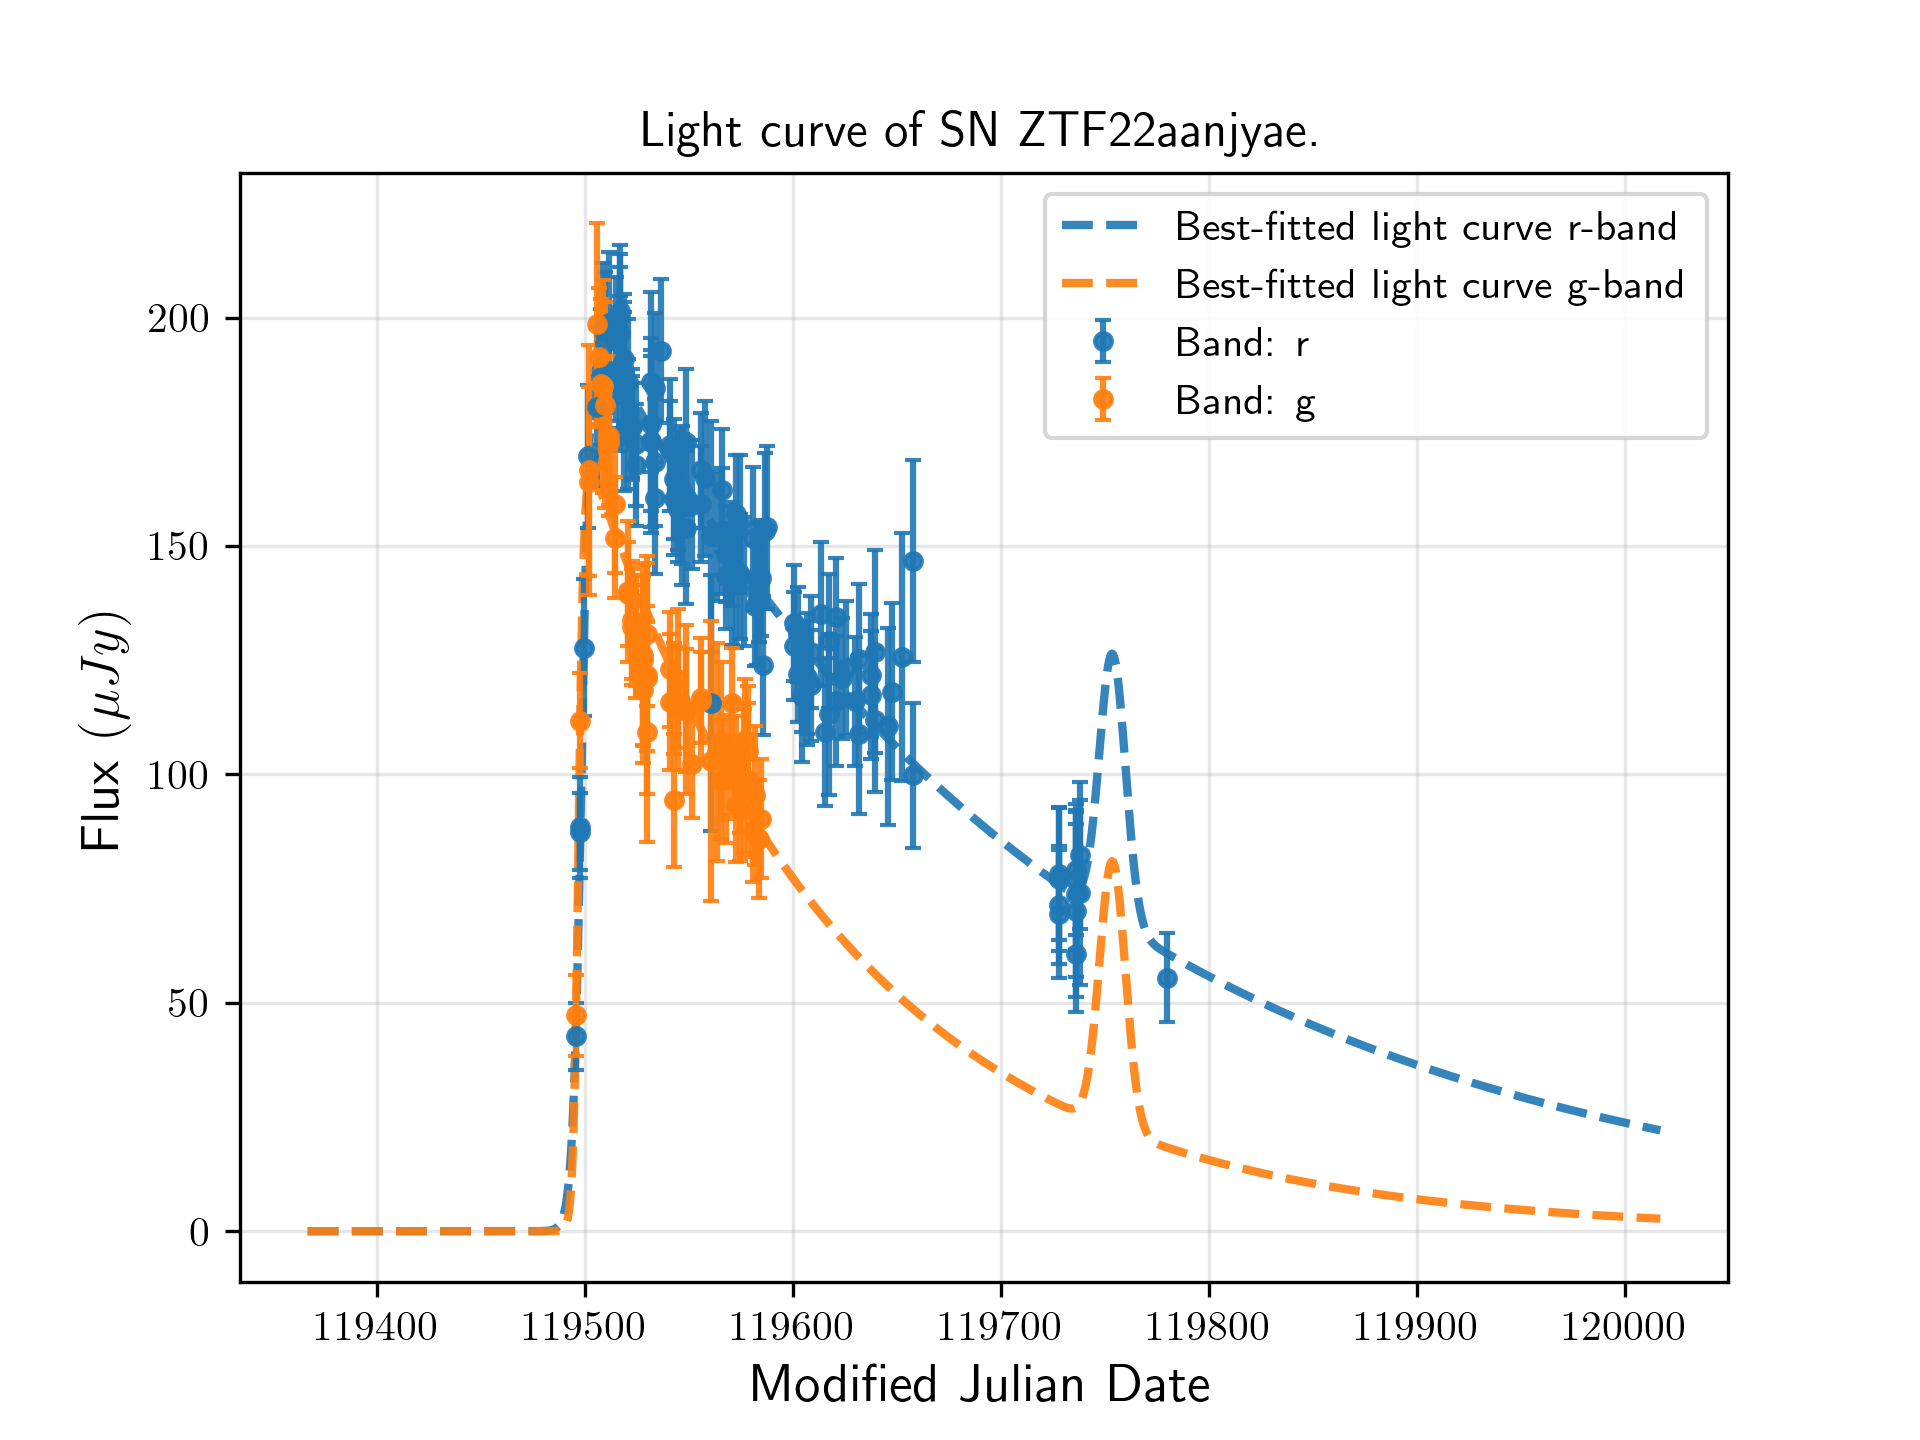 Light curve of SN ZTF22aanjyae.
Best-fitted light curve r-band
Best-fitted light curve g-band
Band: r
Band: g
Flux (μJy)
200
150
100
50
0
119400 119500 119600 119700 119800 119900 120000
Modified Julian Date